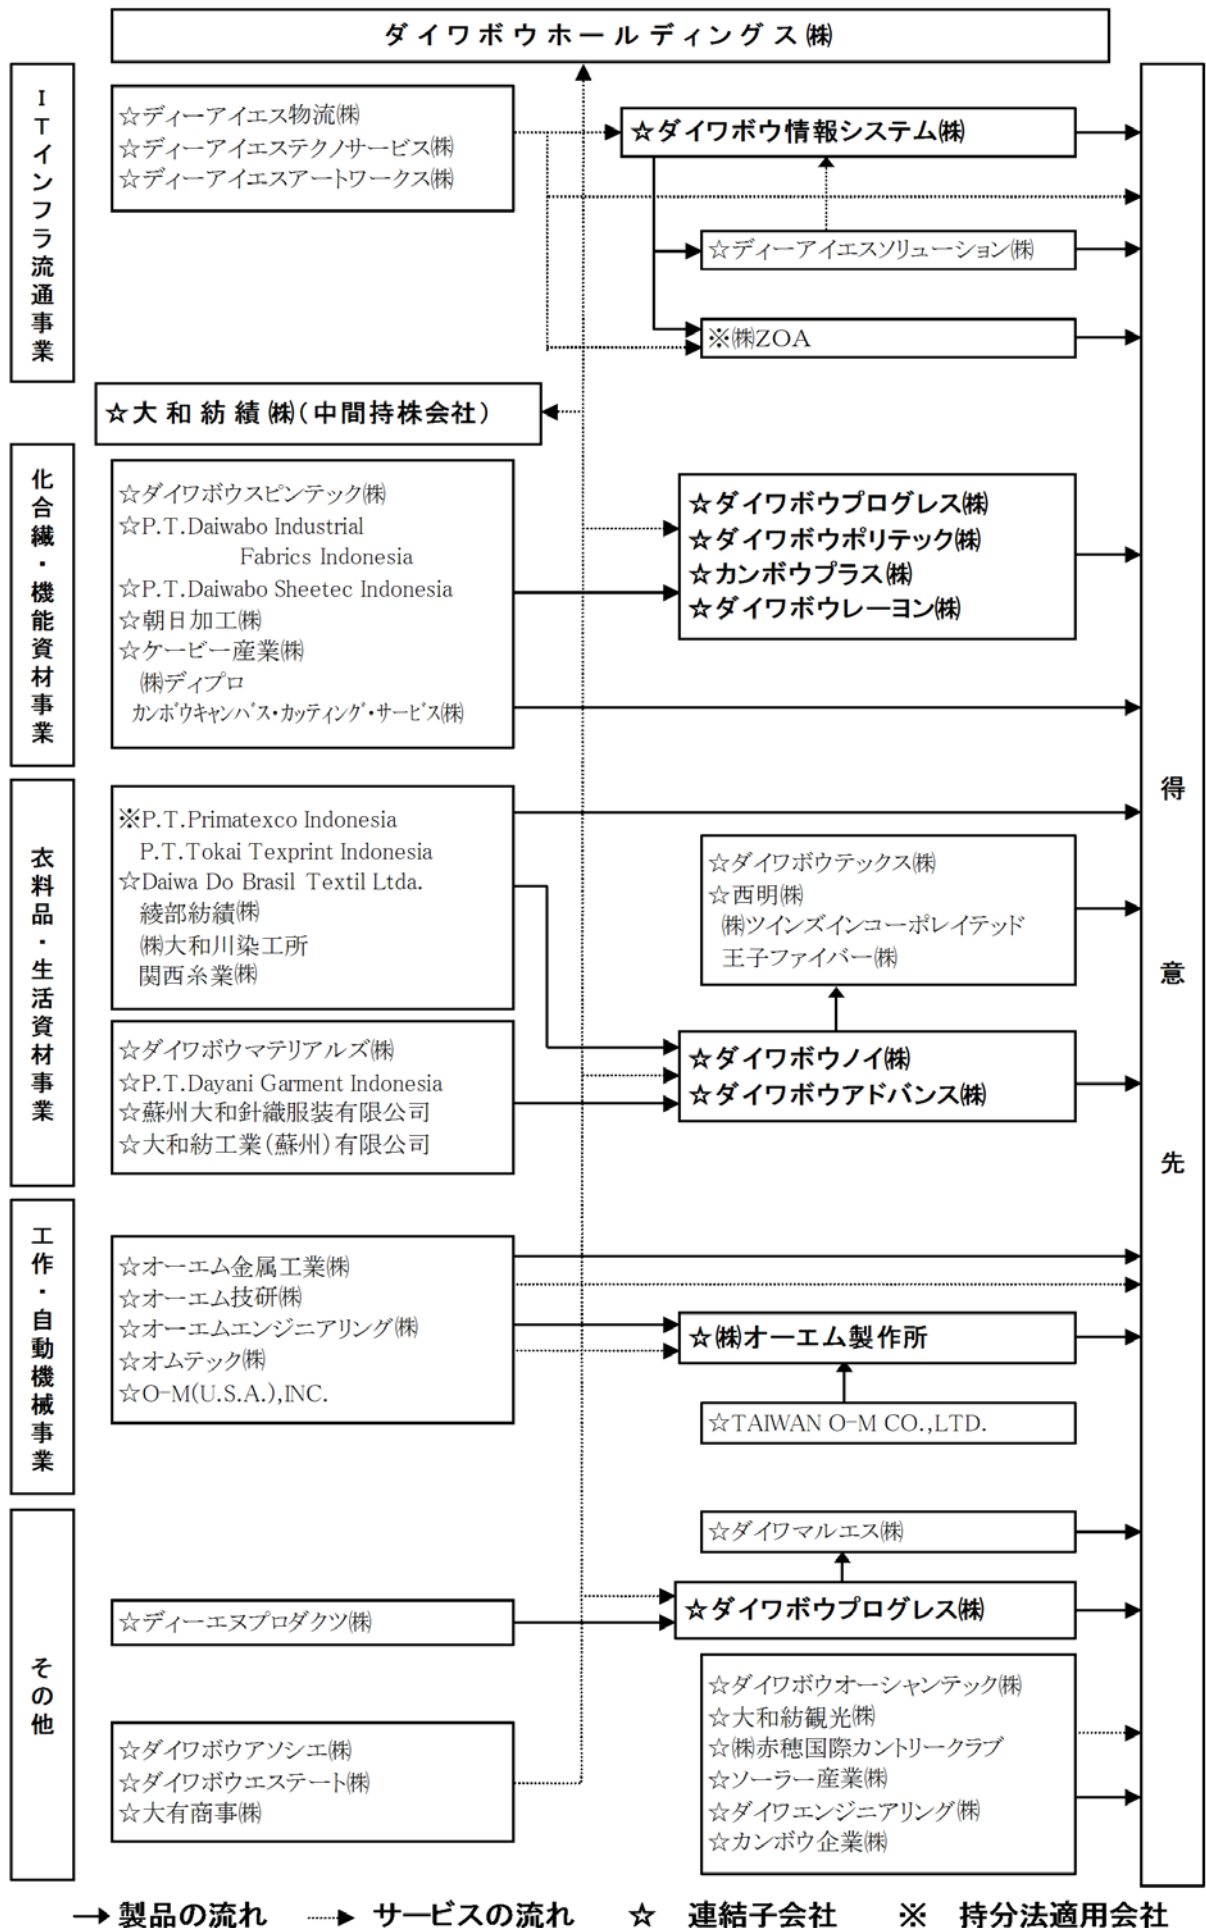 ダイワボウホールディングス㈱
ITインフラ流通事業
☆ディーアイエス物流㈱
☆ディーアイエステクノサービス㈱
☆ディーアイエスアートワークス㈱
☆ダイワボウ情報システム㈱
☆ディーアイエスソリューション㈱
※㈱ZOA
☆大和紡績㈱(中間持株会社)
化合繊・機能資材事業
☆ダイワボウスピンテック㈱
☆P.T.Daiwabo Industrial
Fabrics Indonesia
☆P.T.Daiwabo Sheetec Indonesia
☆朝日加工㈱
☆ケービー産業㈱
㈱ディプロ
カンボウキャンバス・カッティング・サービス㈱
☆ダイワボウプログレス㈱
☆ダイワボウポリテック㈱
☆カンボウプラス㈱
☆ダイワボウレーヨン㈱
衣料品・生活資材事業
※P.T.Primatexco Indonesia
P.T.Tokai Texprint Indonesia
☆Daiwa Do Brasil Textil Ltda.
綾部紡績㈱
㈱大和川染工所
関西糸業㈱
☆ダイワボウテックス㈱
☆西明㈱
㈱ツインズインコーポレイテッド
王子ファイバー㈱
☆ダイワボウマテリアルズ㈱
☆P.T.Dayani Garment Indonesia
☆蘇州大和針織服装有限公司
☆大和紡工業(蘇州)有限公司
☆ダイワボウノイ㈱
☆ダイワボウアドバンス㈱
工作・自動機械事業
☆オーエム金属工業㈱
☆オーエム技研㈱
☆オーエムエンジニアリング㈱
☆オムテック㈱
☆O-M(U.S.A.),INC.
☆㈱オーエム製作所
☆TAIWAN O-M CO.,LTD.
その他
☆ダイワマルエス㈱
☆ディーエヌプロダクツ㈱
☆ダイワボウプログレス㈱
☆ダイワボウアソシエ㈱
☆ダイワボウエステート㈱
☆大有商事㈱
☆ダイワボウオーシャンテック㈱
☆大和紡観光㈱
☆㈱赤穂国際カントリークラブ
☆ソーラー産業㈱
☆ダイワエンジニアリング㈱
☆カンボウ企業㈱
得意先
→ 製品の流れ ┈▶ サービスの流れ ☆ 連結子会社 ※ 持分法適用会社